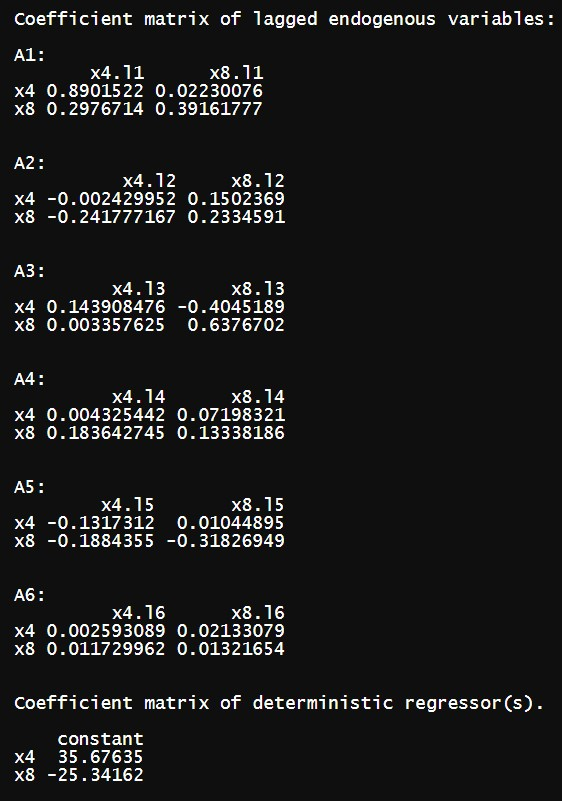 Coefficient matrix of lagged endogenous variables:
A1:
x4.l1 x8.l1
x4 0.8901522 0.02230076
x8 0.2976714 0.39161777
A2:
x4.l2 x8.l2
x4 -0.002429952 0.1502369
x8 -0.241777167 0.2334591
A3:
x4.l3 x8.l3
x4 0.143908476 -0.4045189
x8 0.003357625 0.6376702
A4:
x4.l4 x8.l4
x4 0.004325442 0.07198321
x8 0.183642745 0.13338186
A5:
x4.l5 x8.l5
x4 -0.1317312 0.01044895
x8 -0.1884355 -0.31826949
A6:
x4.l6 x8.l6
x4 0.002593089 0.02133079
x8 0.011729962 0.01321654
Coefficient matrix of deterministic regressor(s).
constant
x4 35.67635
x8 -25.34162